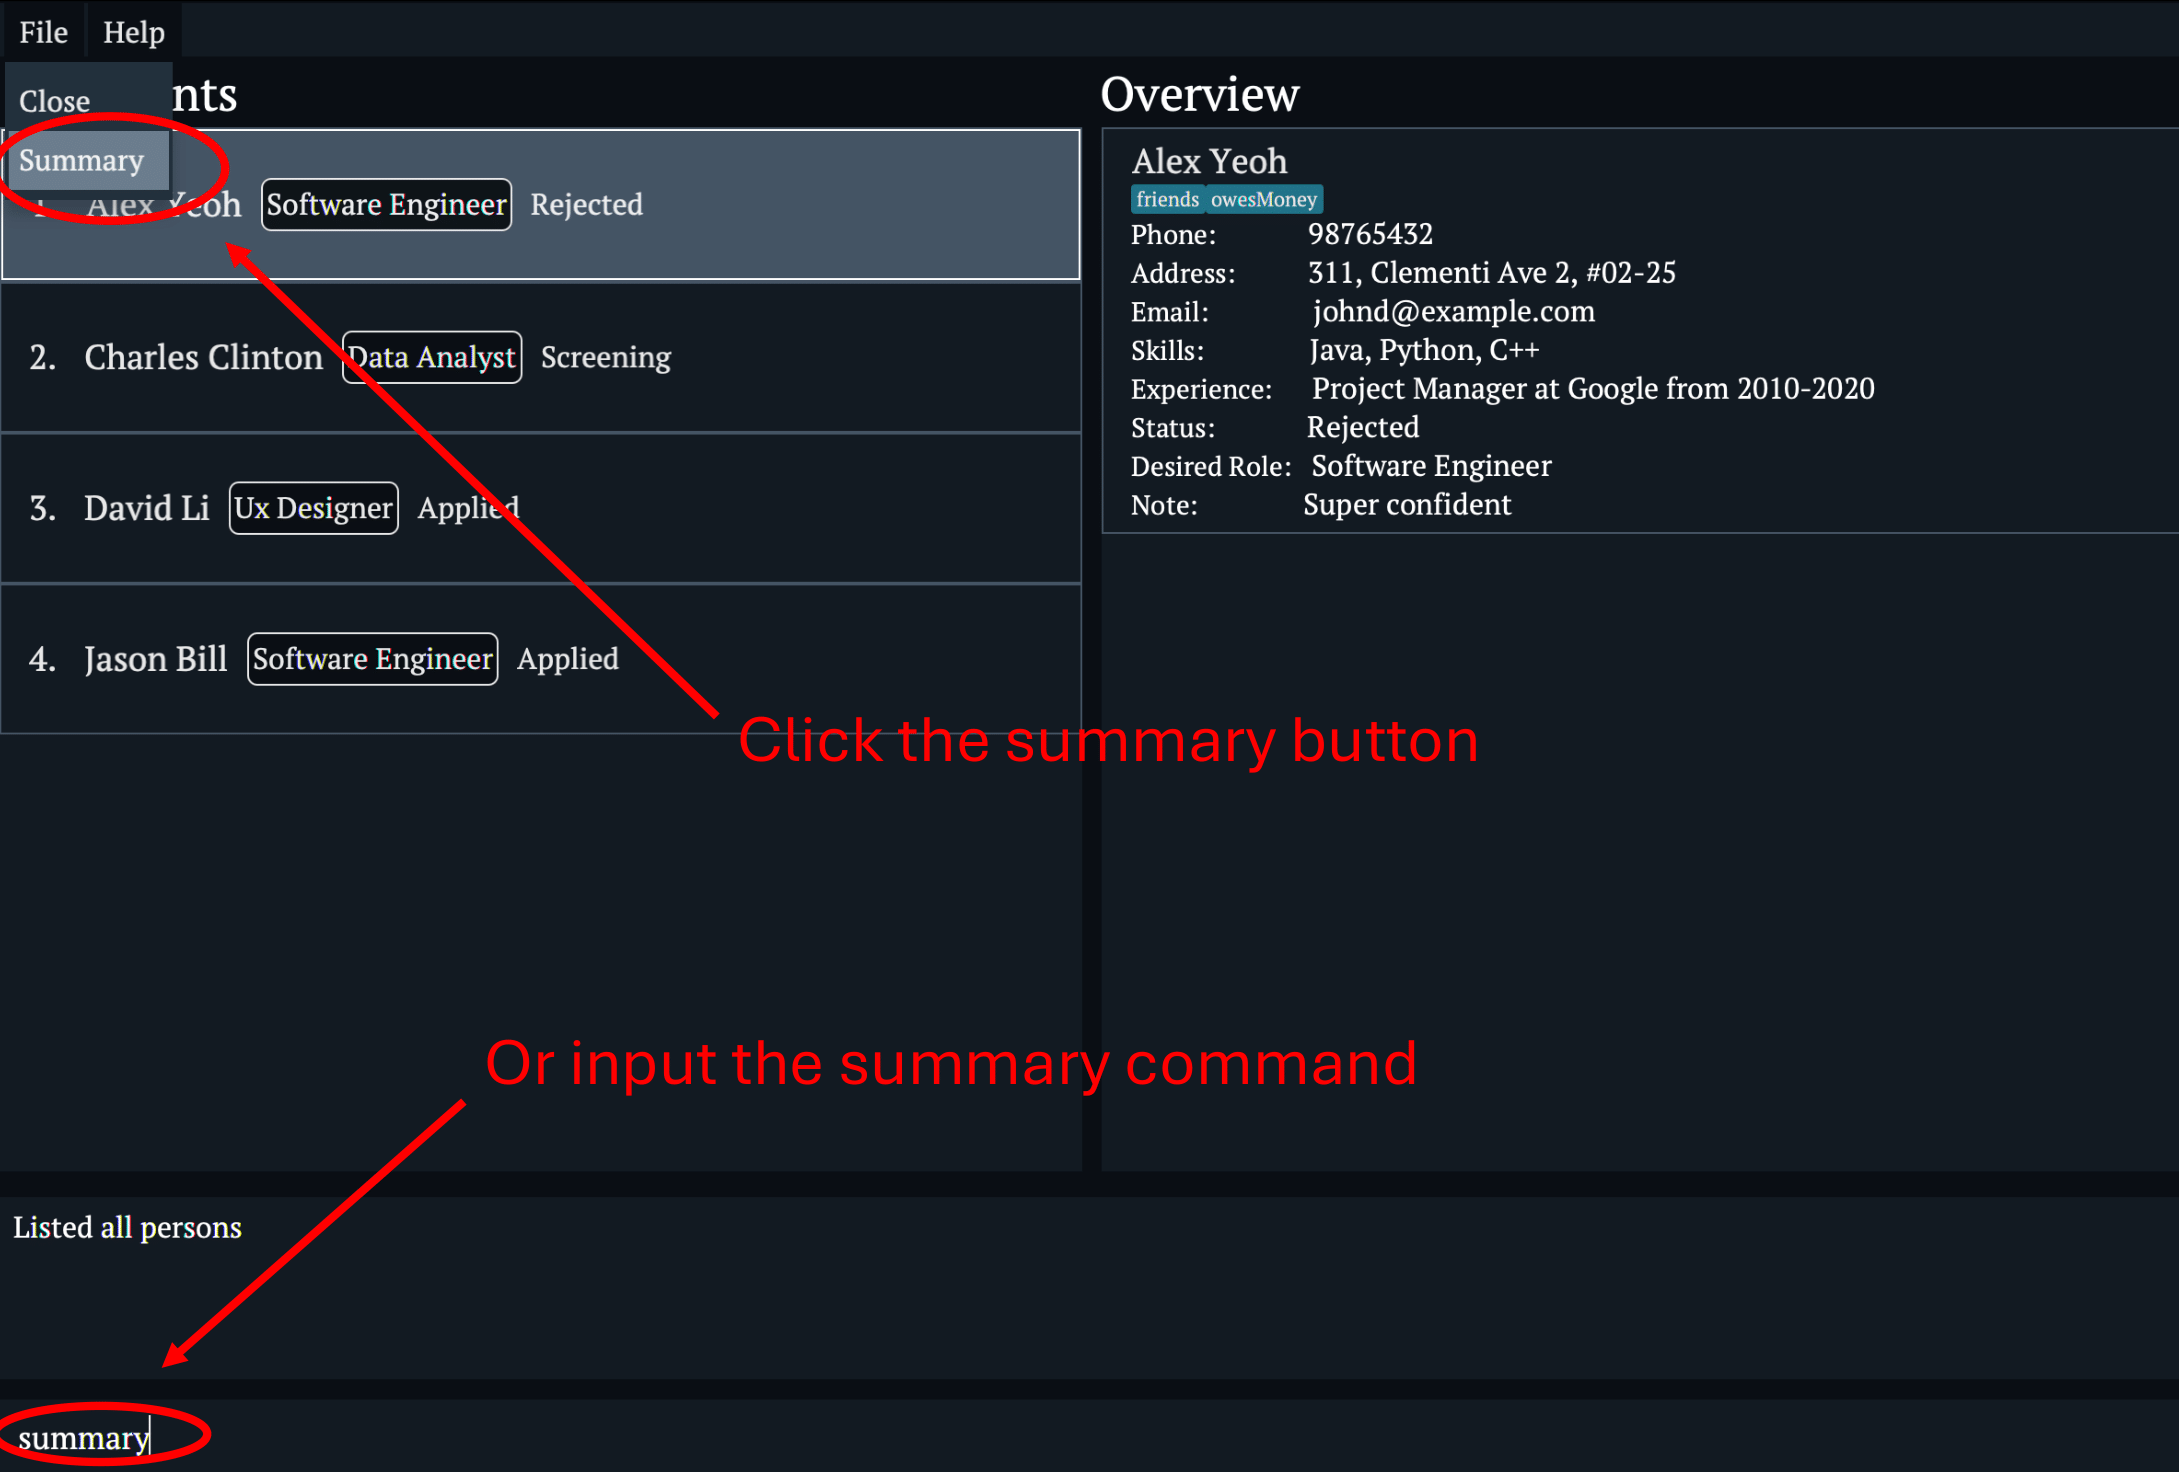 File Help
Close
Summary
nts
1. Alex Yeoh Software Engineer Rejected
2. Charles Clinton Data Analyst Screening
3. David Li Ux Designer Applied
4. Jason Bill Software Engineer Applied
Overview
Alex Yeoh
friends owesMoney
Phone: 98765432
Address: 311, Clementi Ave 2, #02-25
Email: johnd@example.com
Skills: Java, Python, C++
Experience: Project Manager at Google from 2010-2020
Status: Rejected
Desired Role: Software Engineer
Note: Super confident
Click the summary button
Or input the summary command
Listed all persons
summary